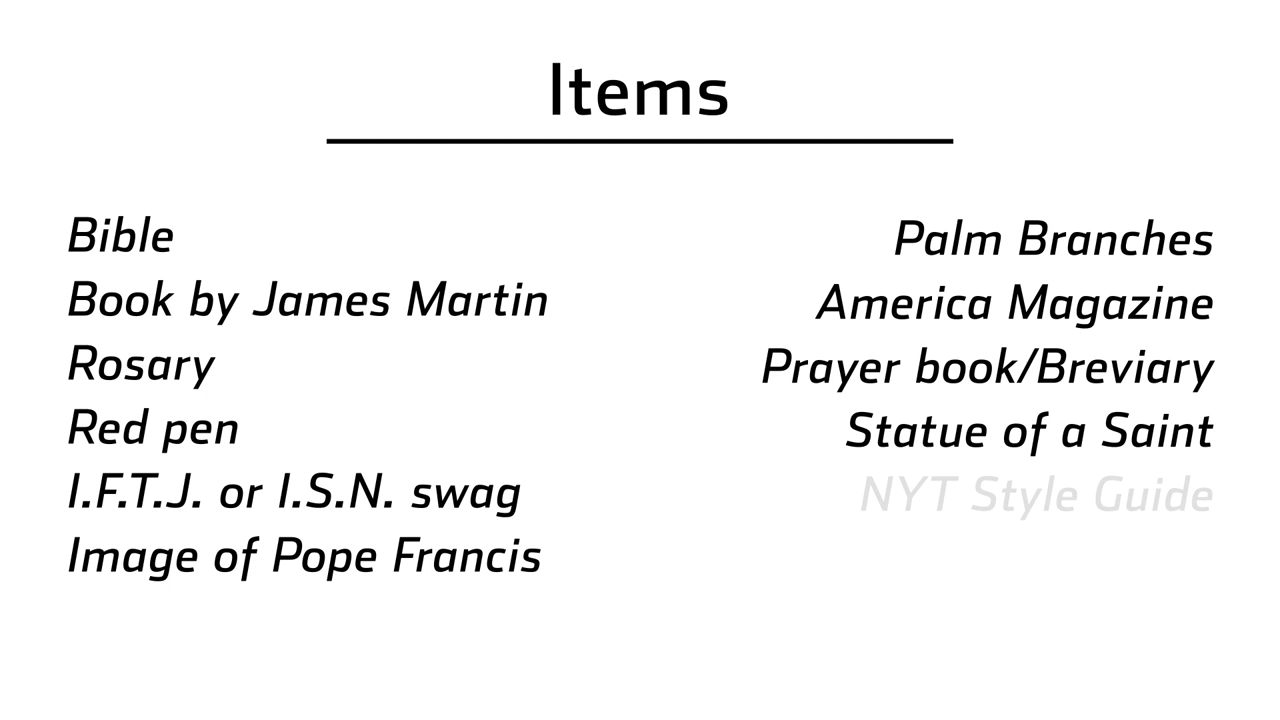 Items
Bible
Book by James Martin
Rosary
Red pen
I.F.T.J. or I.S.N. swag
Image of Pope Francis
Palm Branches
America Magazine
Prayer book/Breviary
Statue of a Saint
NYT Style Guide